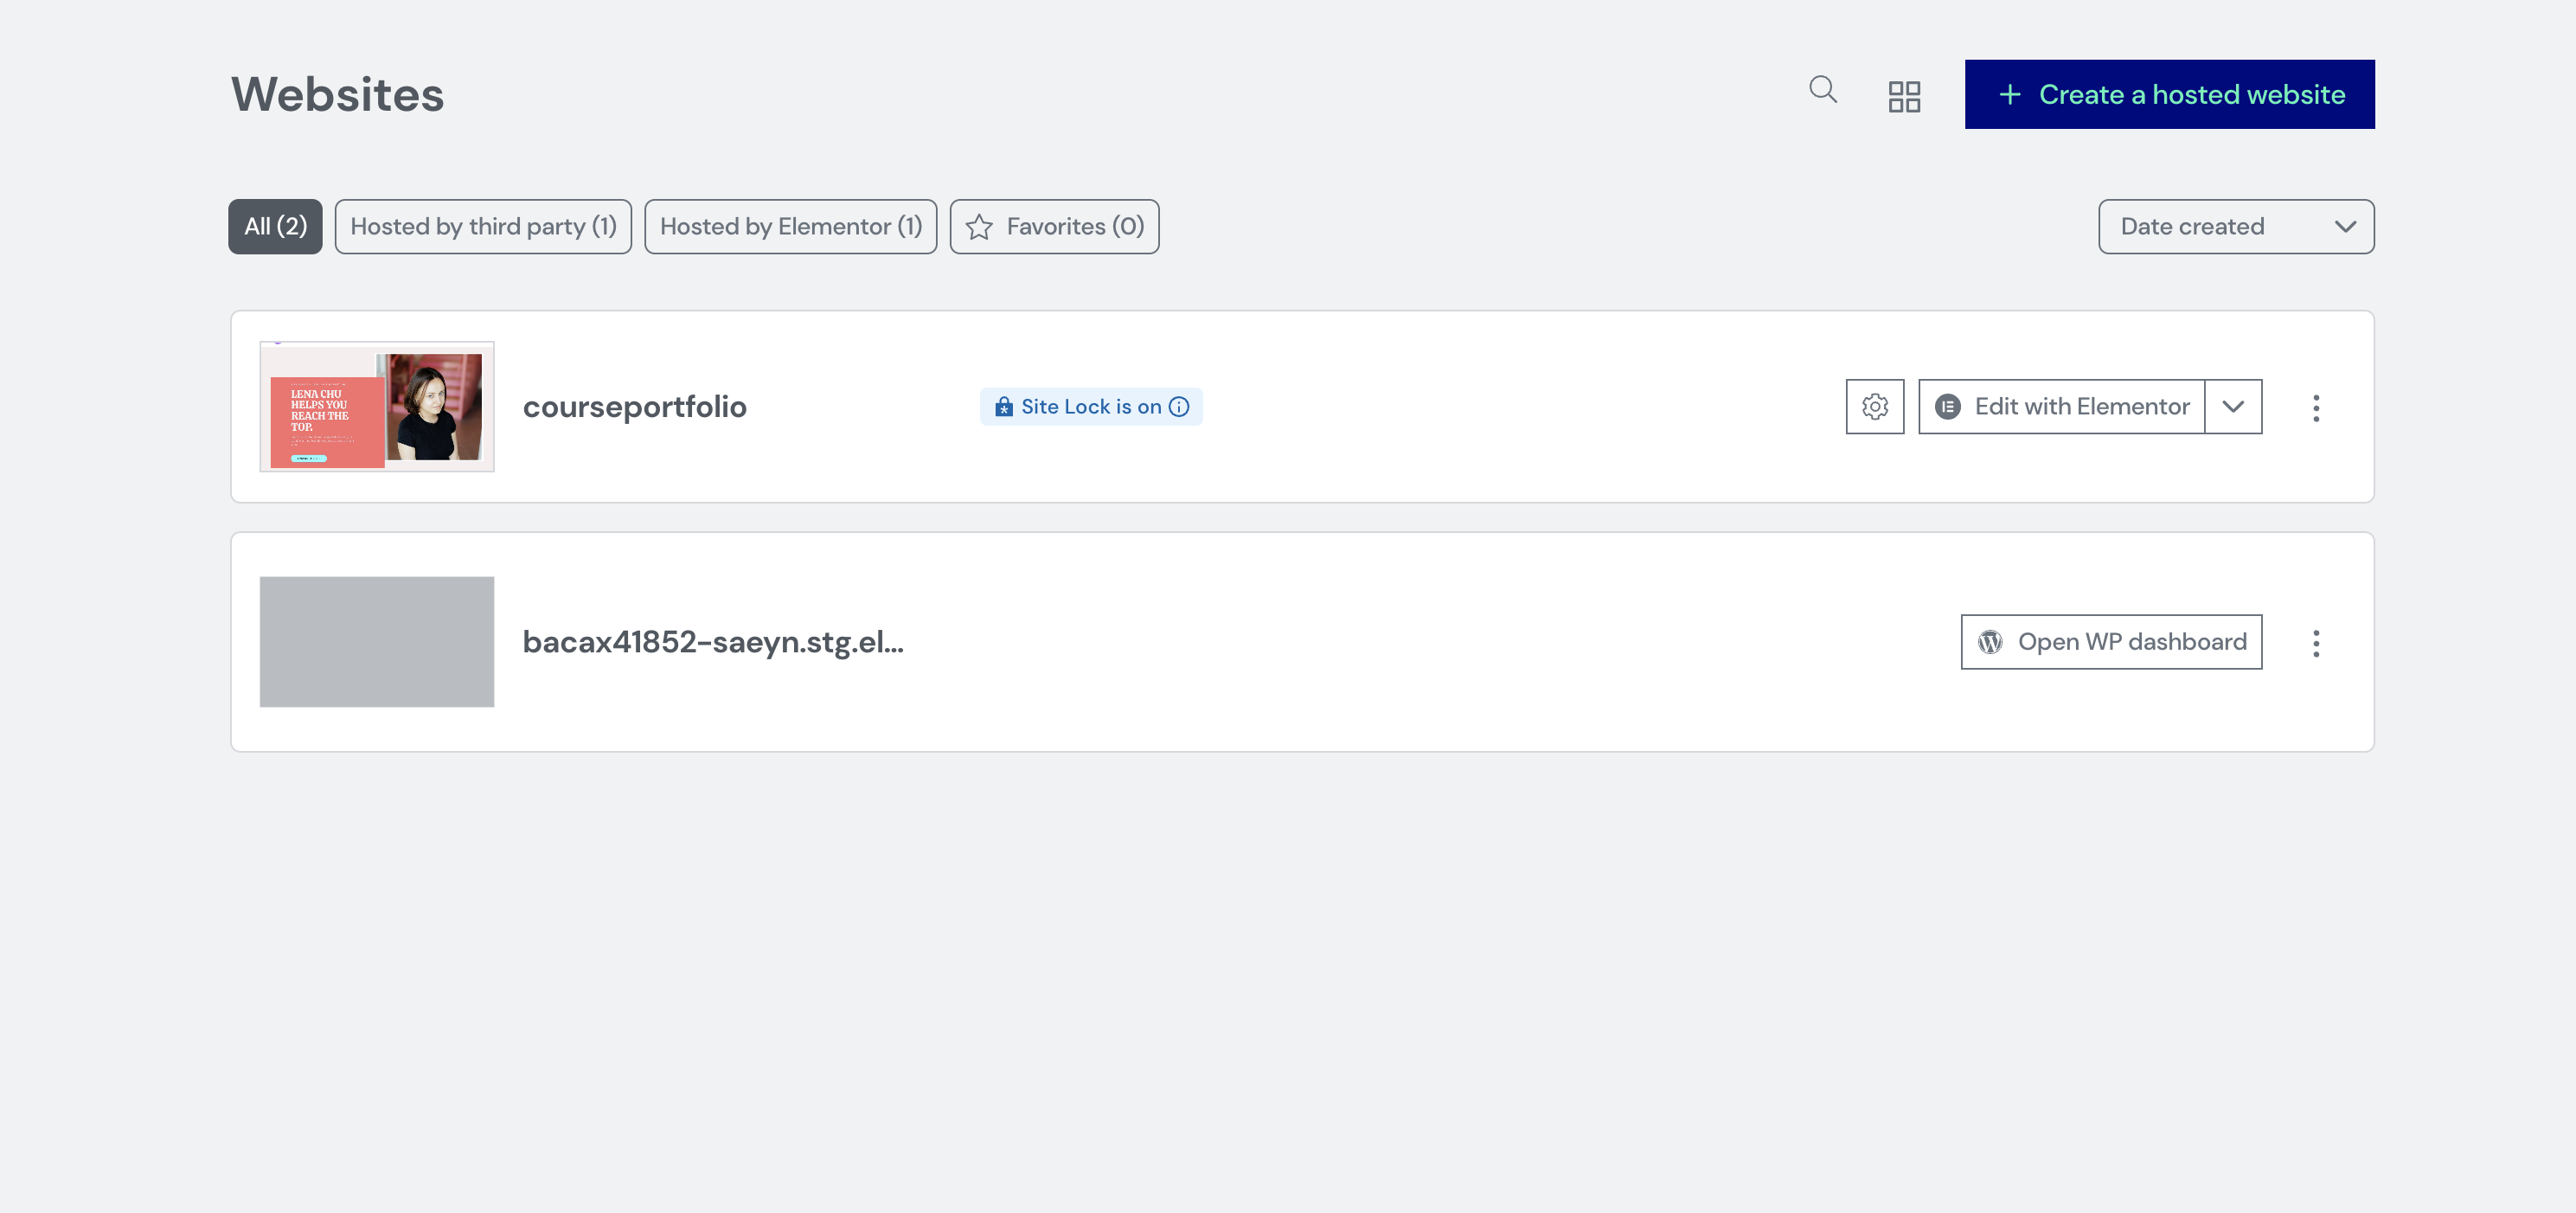 Websites
Create a hosted website
All (2)
Hosted by third party (1)
Hosted by Elementor (1)
Favorites (0)
Date created
LENA CHU
HELPS YOU
REACH THE
TOP.
courseportfolio
Site Lock is on
Edit with Elementor
bacax41852-saeyn.stg.el...
Open WP dashboard